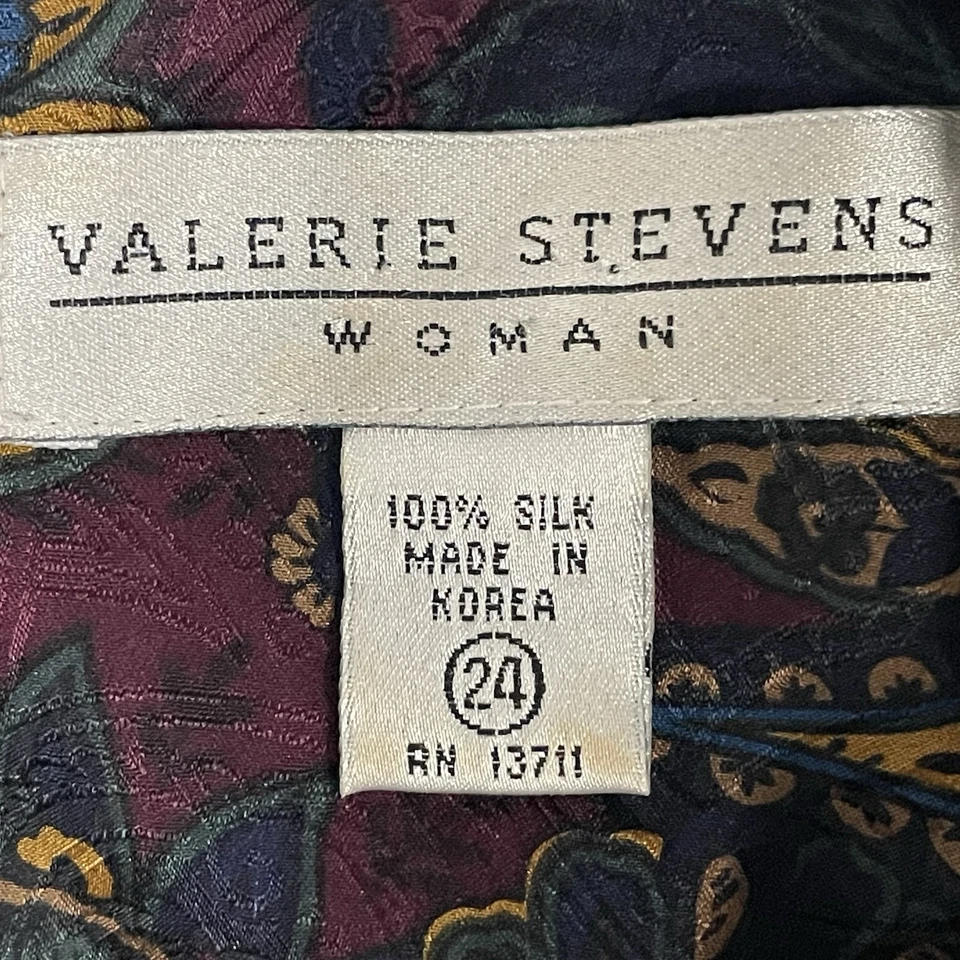 VALERIE STEVENS
WOMAN
100% SILK
MADE IN
KOREA
24
RN 13711